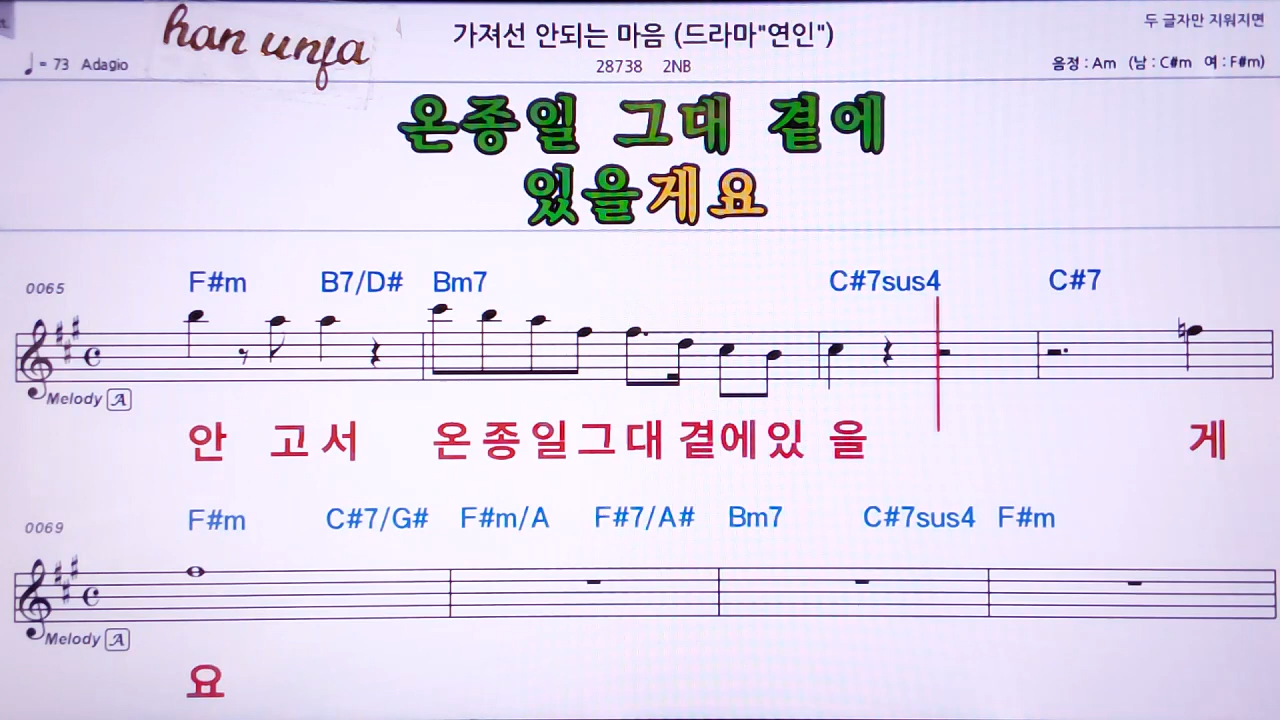 han unfa
가져선 안되는 마음 (드라마"연인")
두 글자만 지워지면
♩= 73 Adagio
28738 2NB
음정 : Am (남 : C#m 여 : F#m)
온종일 그대 곁에
있을게요
0065
F#m B7/D# Bm7 C#7sus4 C#7
Melody A
안 고 서 온 종 일 그 대 곁에 있 을 게
0069
F#m C#7/G# F#m/A F#7/A# Bm7 C#7sus4 F#m
Melody A
요